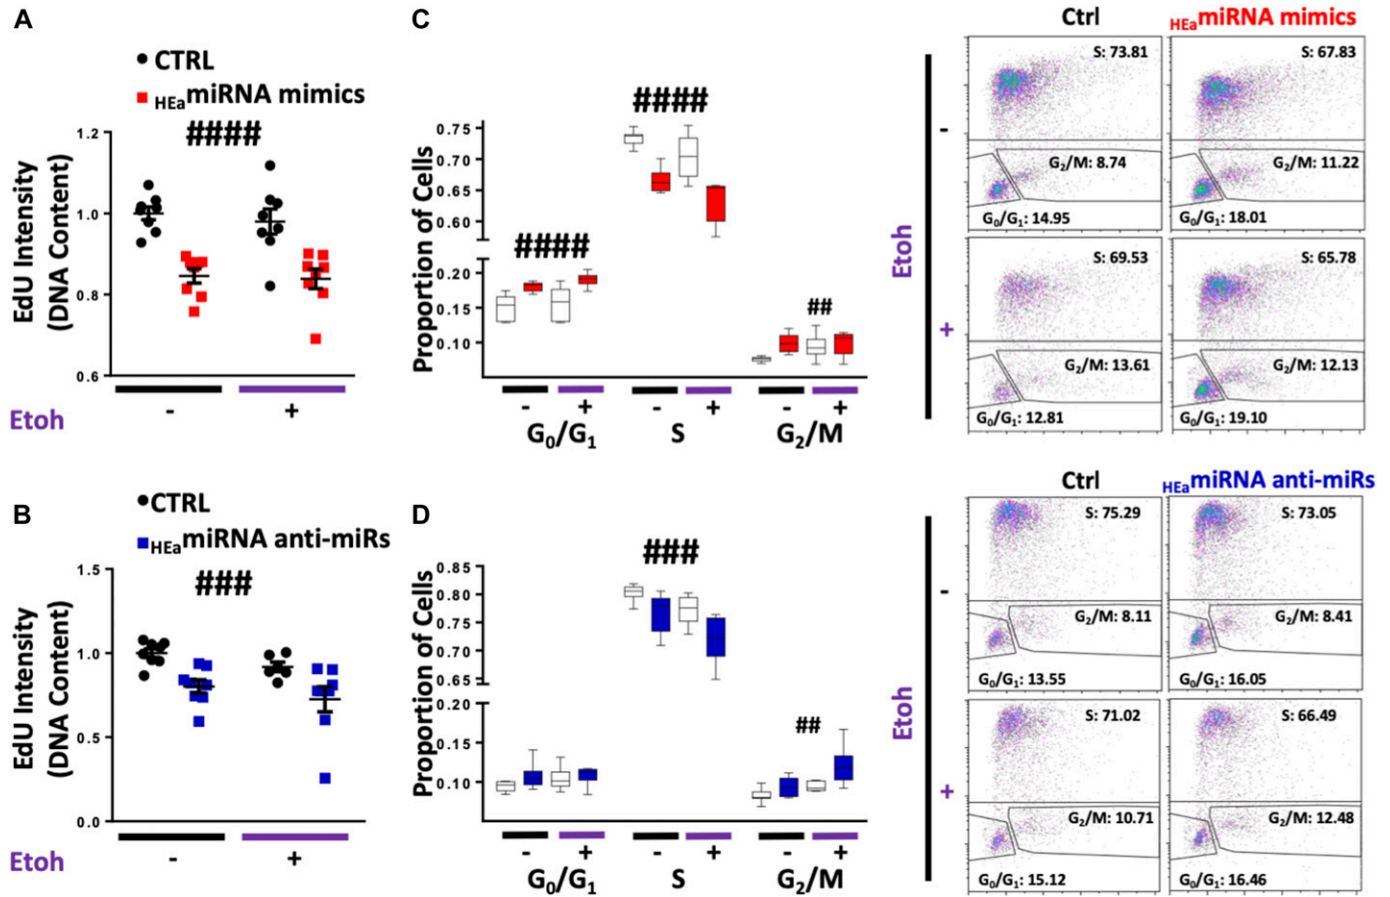 A
CTRL
HEamiRNA mimics
####
EdU Intensity
(DNA Content)
1.2
1.0
0.8
0.6
Etoh
-
+
C
####
####
##
Proportion of Cells
0.75
0.70
0.65
0.60
0.20
0.15
0.10
- + - + - +
G0/G1 S G2/M
Ctrl HEamiRNA mimics
Etoh
-
S: 73.81
G2/M: 8.74
G0/G1: 14.95
S: 67.83
G2/M: 11.22
G0/G1: 18.01
+
S: 69.53
G2/M: 13.61
G0/G1: 12.81
S: 65.78
G2/M: 12.13
G0/G1: 19.10
B
CTRL
HEamiRNA anti-miRs
###
EdU Intensity
(DNA Content)
1.5
1.0
0.5
0.0
Etoh
-
+
D
###
##
Proportion of Cells
0.85
0.80
0.75
0.70
0.65
0.20
0.15
0.10
- + - + - +
G0/G1 S G2/M
Ctrl HEamiRNA anti-miRs
Etoh
-
S: 75.29
G2/M: 8.11
G0/G1: 13.55
S: 73.05
G2/M: 8.41
G0/G1: 16.05
+
S: 71.02
G2/M: 10.71
G0/G1: 15.12
S: 66.49
G2/M: 12.48
G0/G1: 16.46